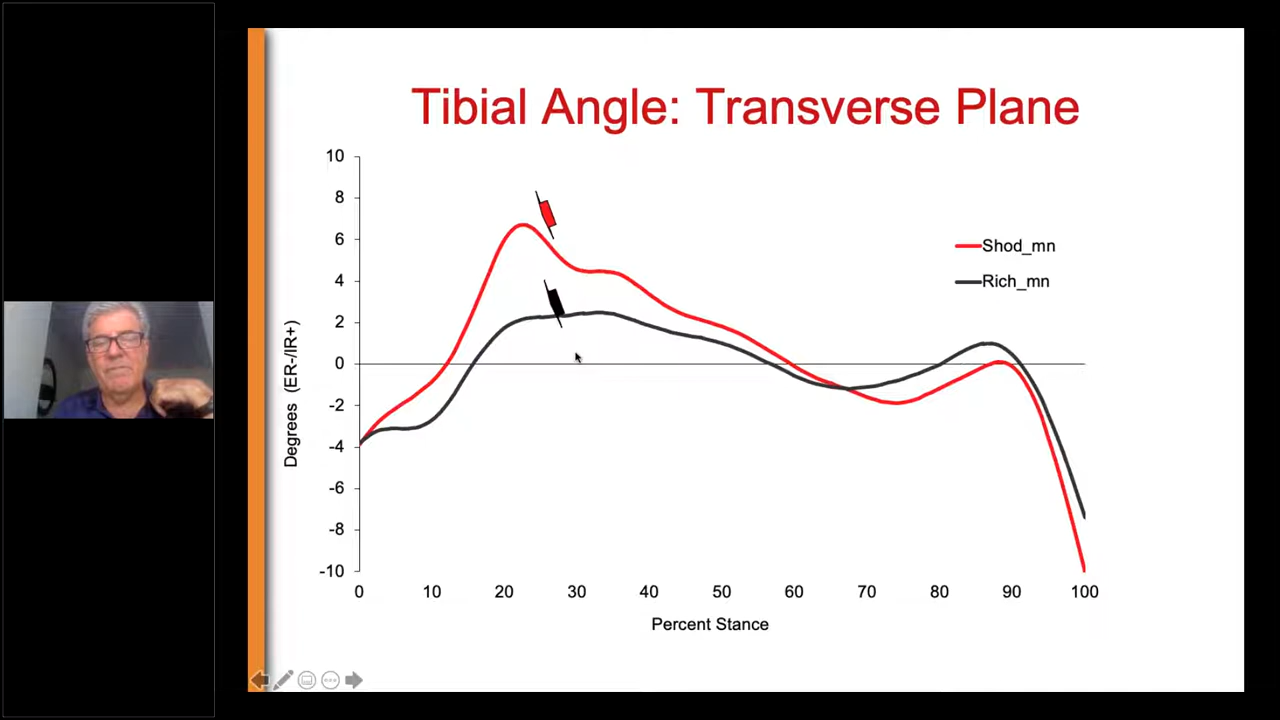 Tibial Angle: Transverse Plane
10
8
6
4
2
0
-2
-4
-6
-8
-10
Degrees (ER-/IR+)
Shod_mn
Rich_mn
0 10 20 30 40 50 60 70 80 90 100
Percent Stance